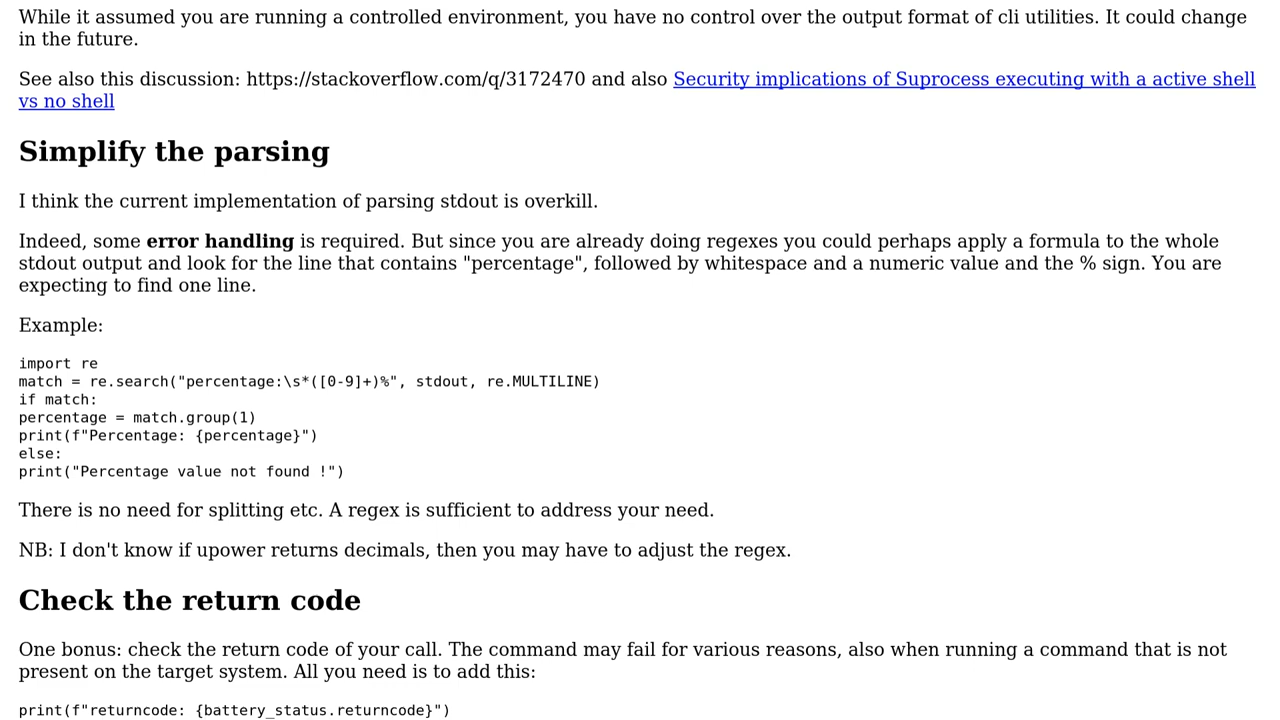 While it assumed you are running a controlled environment, you have no control over the output format of cli utilities. It could change
in the future.
See also this discussion: https://stackoverflow.com/q/3172470 and also Security implications of Suprocess executing with a active shell
vs no shell
Simplify the parsing
I think the current implementation of parsing stdout is overkill.
Indeed, some error handling is required. But since you are already doing regexes you could perhaps apply a formula to the whole
stdout output and look for the line that contains "percentage", followed by whitespace and a numeric value and the % sign. You are
expecting to find one line.
Example:
import re
match = re.search("percentage:\s*([0-9]+)%", stdout, re.MULTILINE)
if match:
percentage = match.group(1)
print(f"Percentage: {percentage}")
else:
print("Percentage value not found !")
There is no need for splitting etc. A regex is sufficient to address your need.
NB: I don't know if upower returns decimals, then you may have to adjust the regex.
Check the return code
One bonus: check the return code of your call. The command may fail for various reasons, also when running a command that is not
present on the target system. All you need is to add this:
print(f"returncode: {battery_status.returncode}")